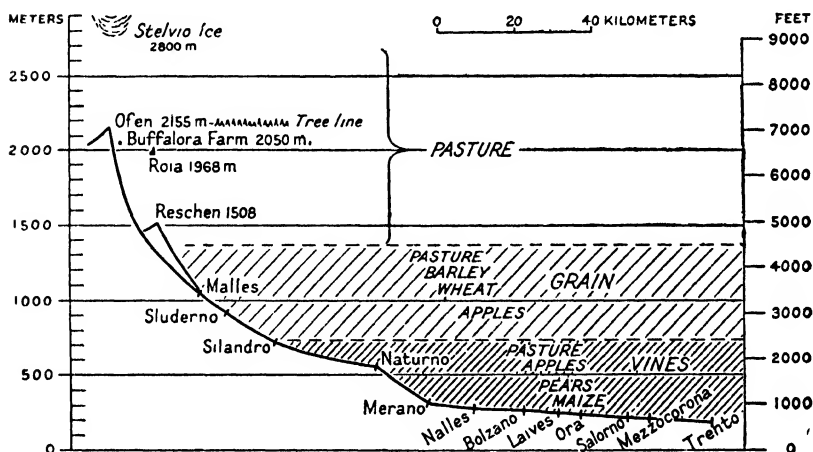 METERS
Stelvio Ice
2800 m
0 20 40 KILOMETERS
FEET
9000
2500
8000
Ofen 2155 m Tree line
7000
. Buffalora Farm 2050 m.
2000
PASTURE
Roia 1968 m
6000
Reschen 1508
1500
5000
PASTURE
BARLEY
WHEAT
GRAIN
4000
Malles
1000
APPLES
3000
Sluderno
Silandro
Naturno
PASTURE
APPLES
VINES
2000
500
PEARS
MAIZE
Merano
1000
Nalles
Bolzano
Laives
Ora
Salorno
Mezzocorona
Trento
0
0